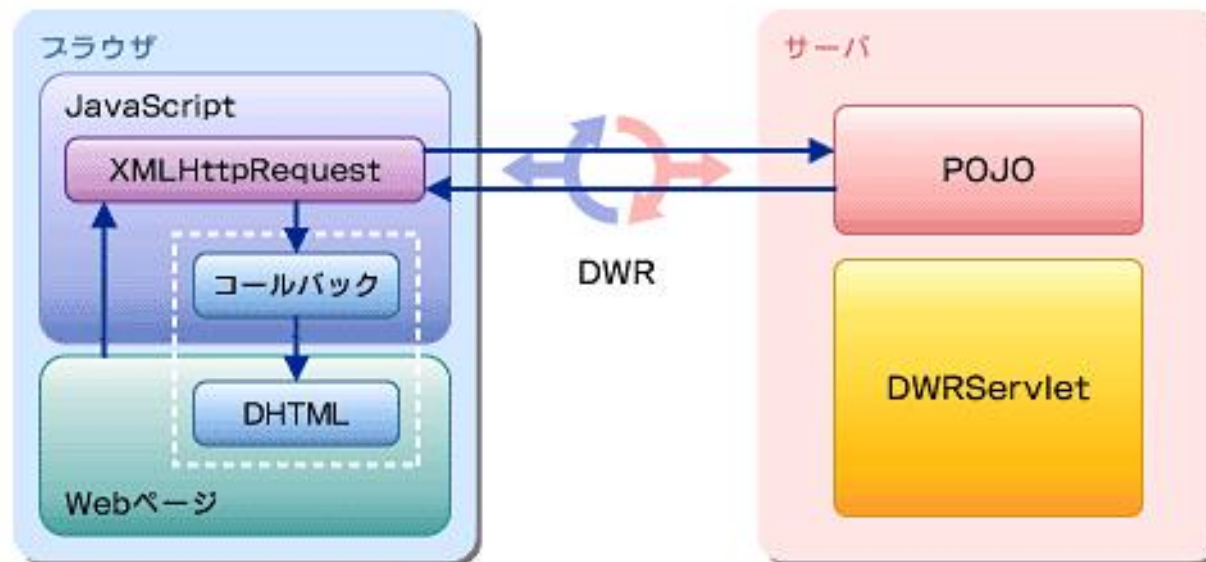 ブラウザ
JavaScript
XMLHttpRequest
コールバック
DHTML
Webページ
DWR
サーバ
POJO
DWRServlet